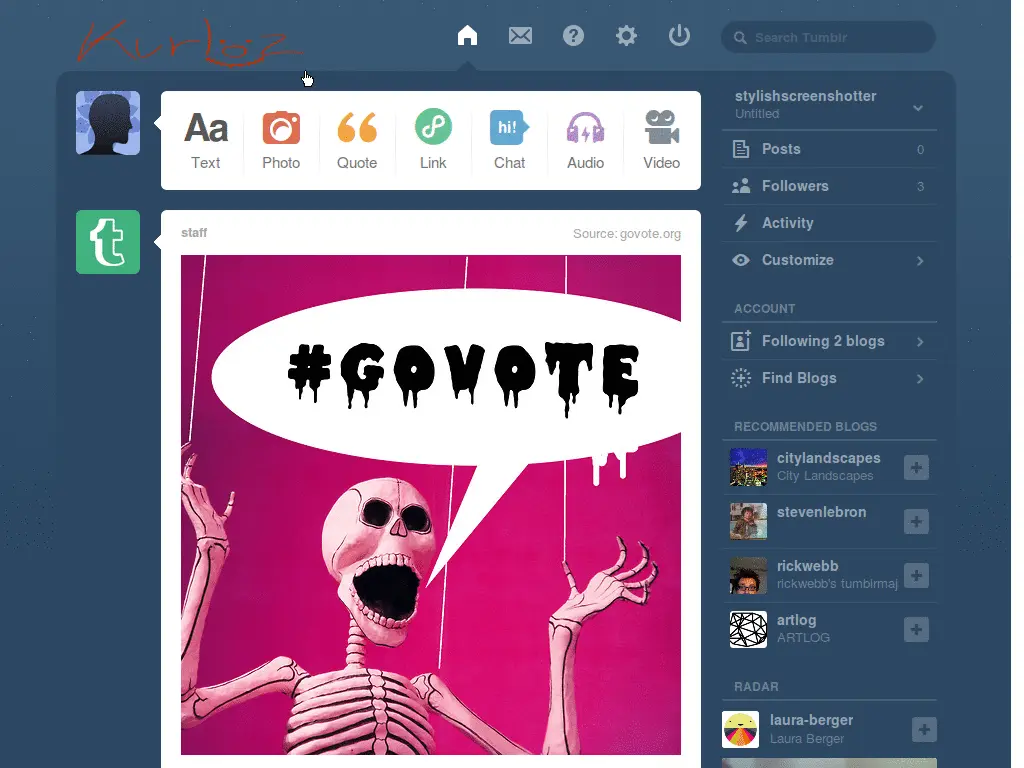 Kurloz
Search Tumblr
Aa
Text
Photo
Quote
Link
hi!
Chat
Audio
Video
t
staff
Source: govote.org
#GOVOTE
stylishscreenshotter
Untitled
Posts 0
Followers 3
Activity
Customize
ACCOUNT
Following 2 blogs
Find Blogs
RECOMMENDED BLOGS
citylandscapes
City Landscapes
stevenlebron
rickwebb
rickwebb's tumblrmaj
artlog
ARTLOG
RADAR
laura-berger
Laura Berger